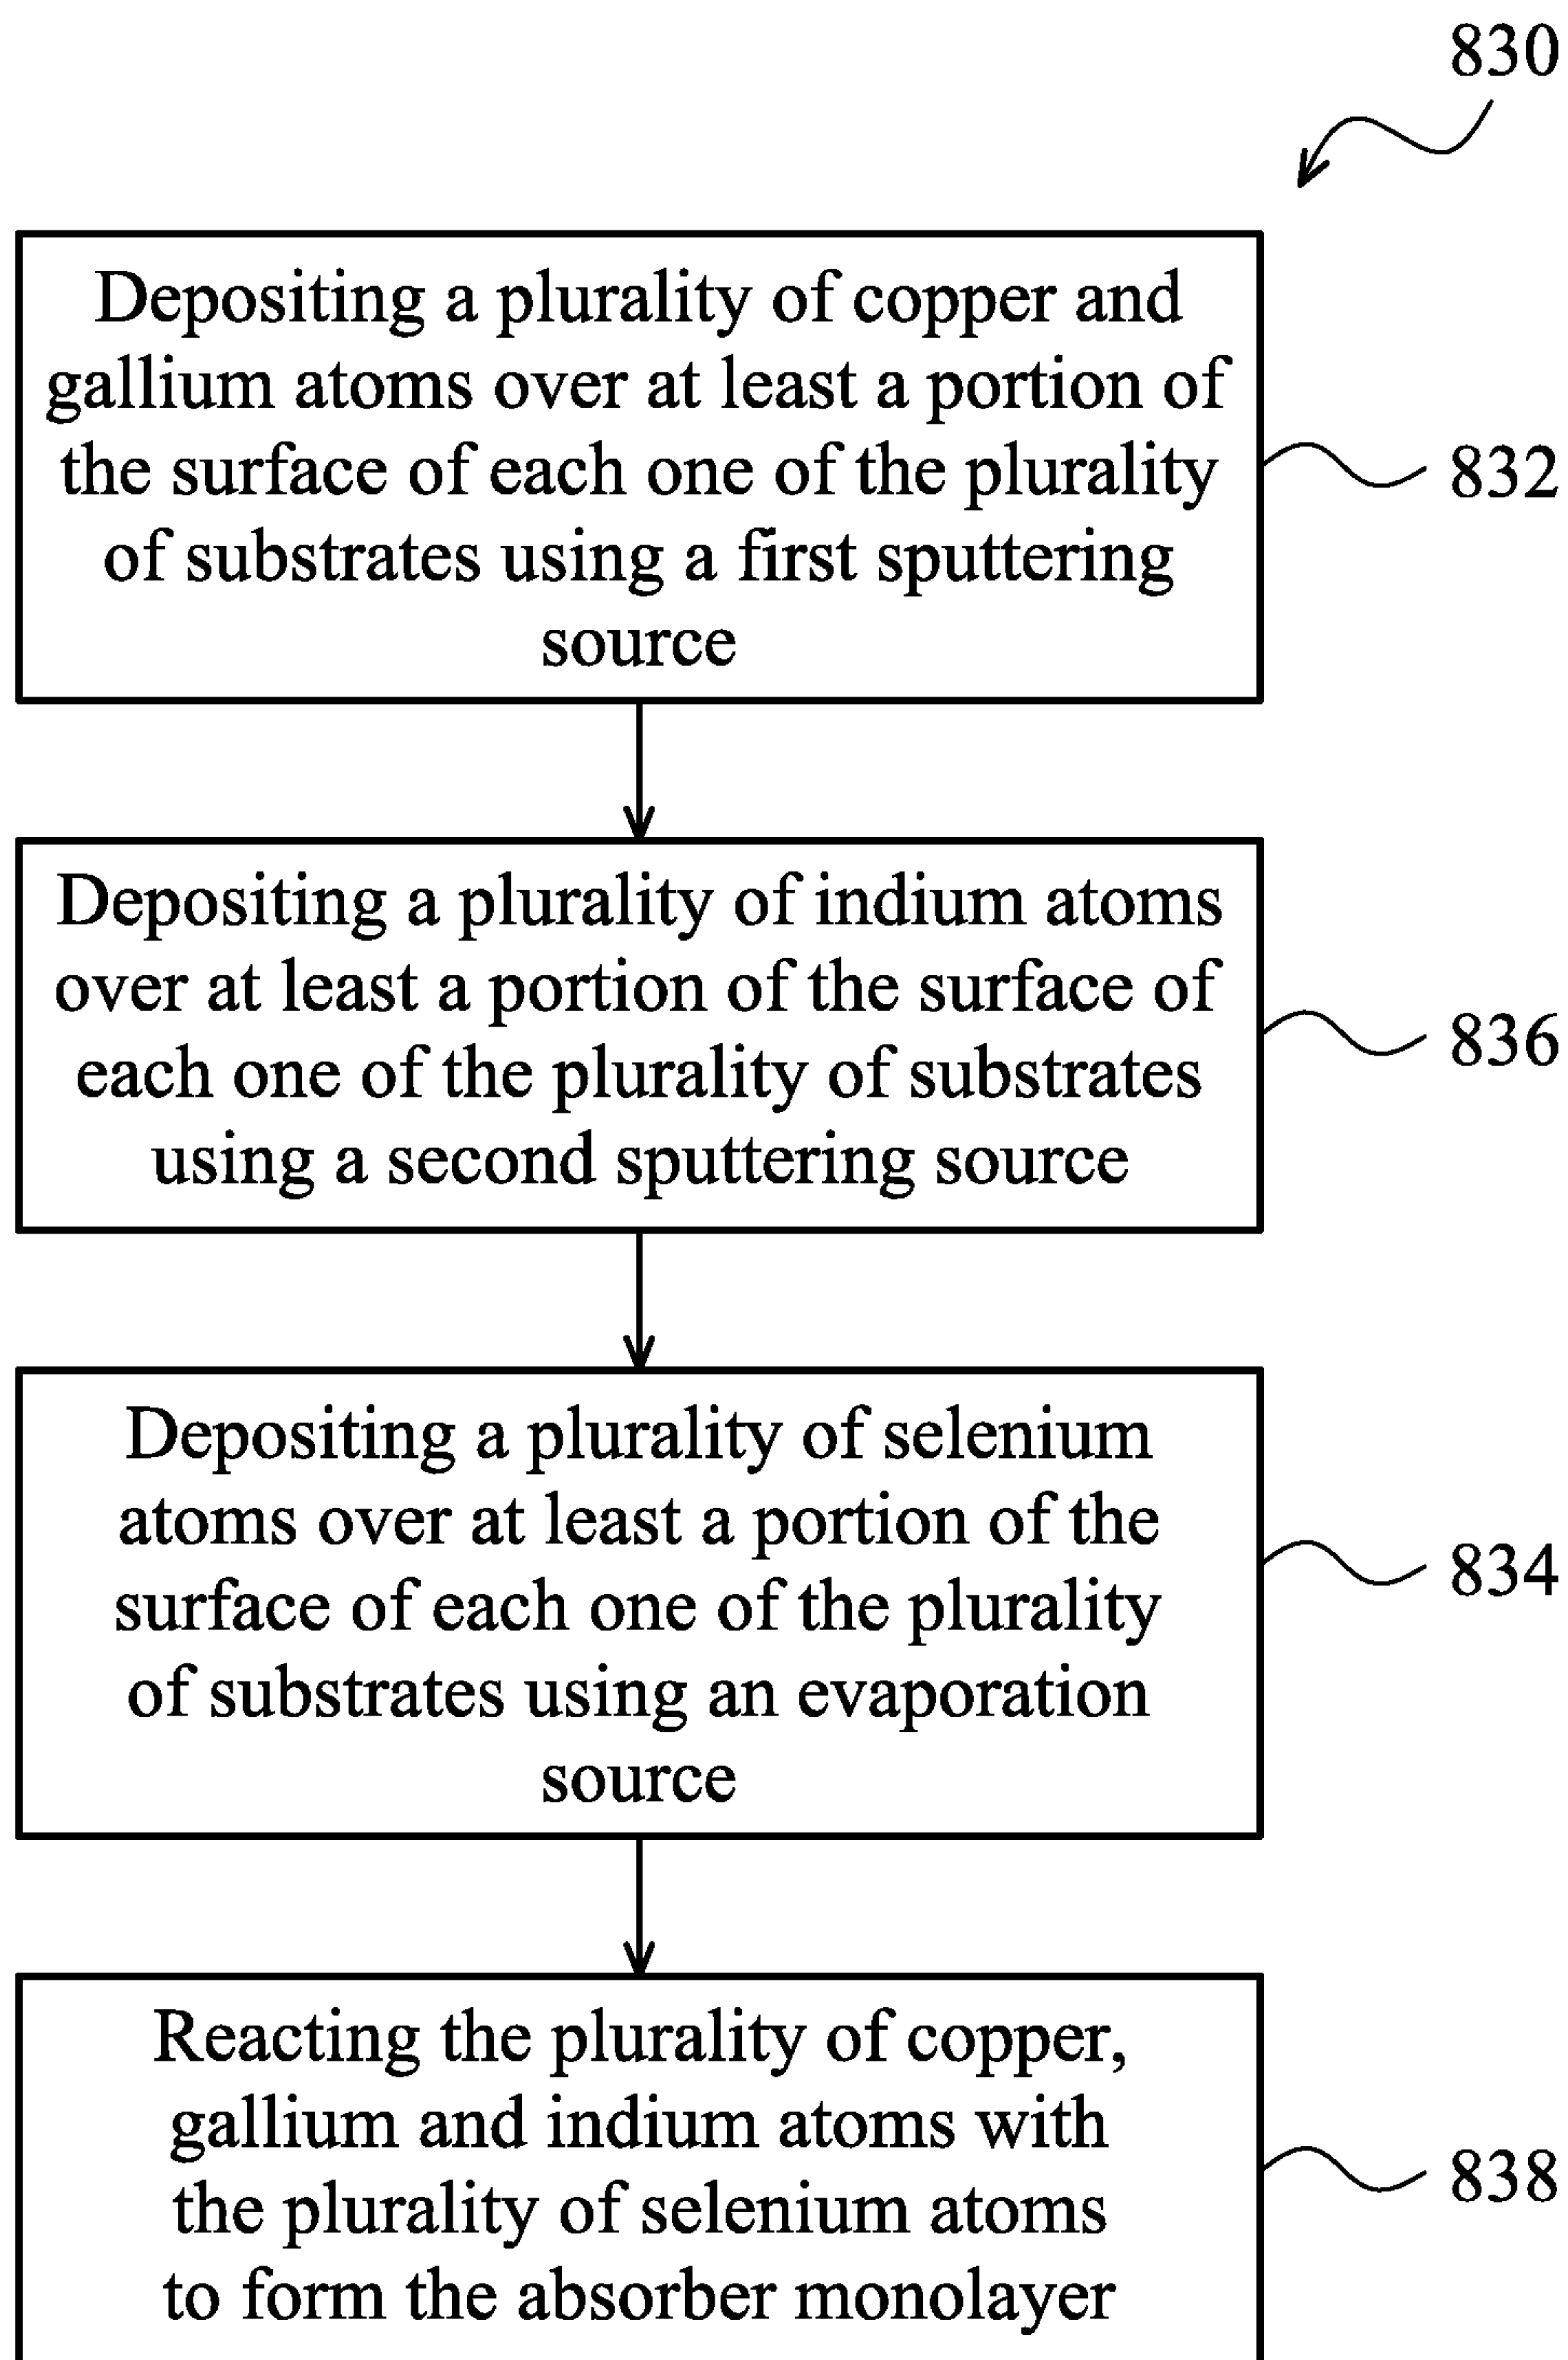 830
Depositing a plurality of copper and
gallium atoms over at least a portion of
the surface of each one of the plurality
of substrates using a first sputtering
source
832
Depositing a plurality of indium atoms
over at least a portion of the surface of
each one of the plurality of substrates
using a second sputtering source
836
Depositing a plurality of selenium
atoms over at least a portion of the
surface of each one of the plurality
of substrates using an evaporation
source
834
Reacting the plurality of copper,
gallium and indium atoms with
the plurality of selenium atoms
to form the absorber monolayer
838